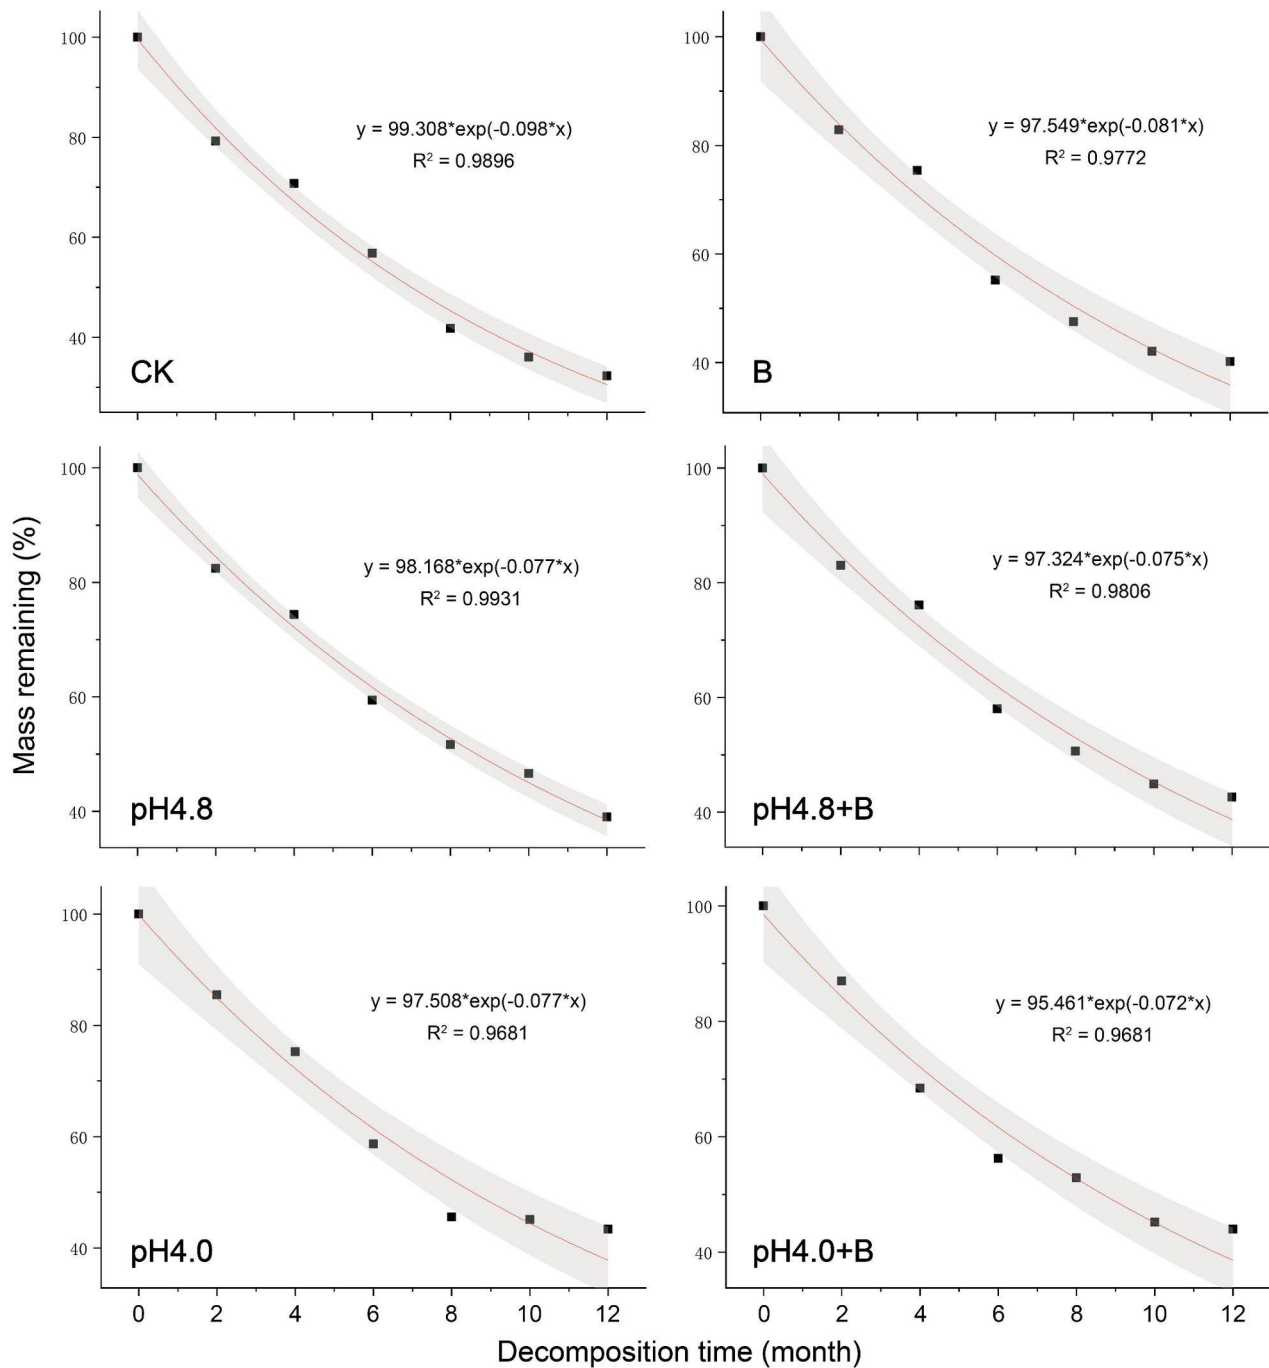 100
80
60
40
y = 99.308*exp(-0.098*x)
R² = 0.9896
CK
100
80
60
40
y = 97.549*exp(-0.081*x)
R² = 0.9772
B
Mass remaining (%)
100
80
60
40
y = 98.168*exp(-0.077*x)
R² = 0.9931
pH4.8
100
80
60
40
y = 97.324*exp(-0.075*x)
R² = 0.9806
pH4.8+B
100
80
60
40
y = 97.508*exp(-0.077*x)
R² = 0.9681
pH4.0
0 2 4 6 8 10 12
100
80
60
40
y = 95.461*exp(-0.072*x)
R² = 0.9681
pH4.0+B
0 2 4 6 8 10 12
Decomposition time (month)